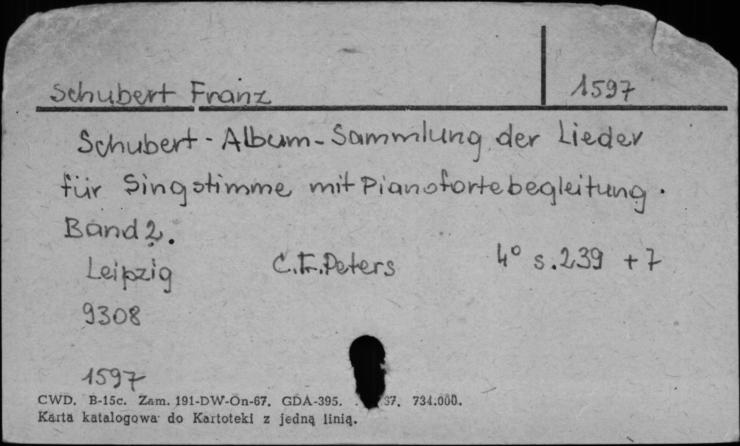 Schubert Franz 1597
Schubert-Album-Sammlung der Lieder
für Singstimme mit Pianofortebegleitung.
Band 2.
Leipzig C.F.Peters 4° s.239 +7
9308
1597
CWD. B-15c. Zam. 191-DW-On-67. GDA-395. 67. 734.000.
Karta katalogowa do Kartoteki z jedną linią.